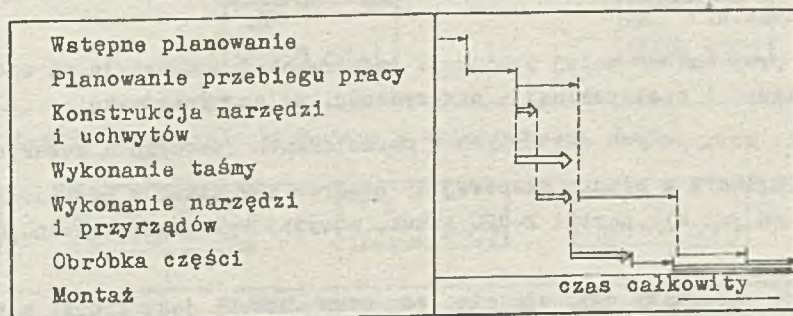 Wstępne planowanie
Planowanie przebiegu pracy
Konstrukcja narzędzi
i uchwytów
Wykonanie taśmy
Wykonanie narzędzi
i przyrządów
Obróbka części
Montaż
czas całkowity